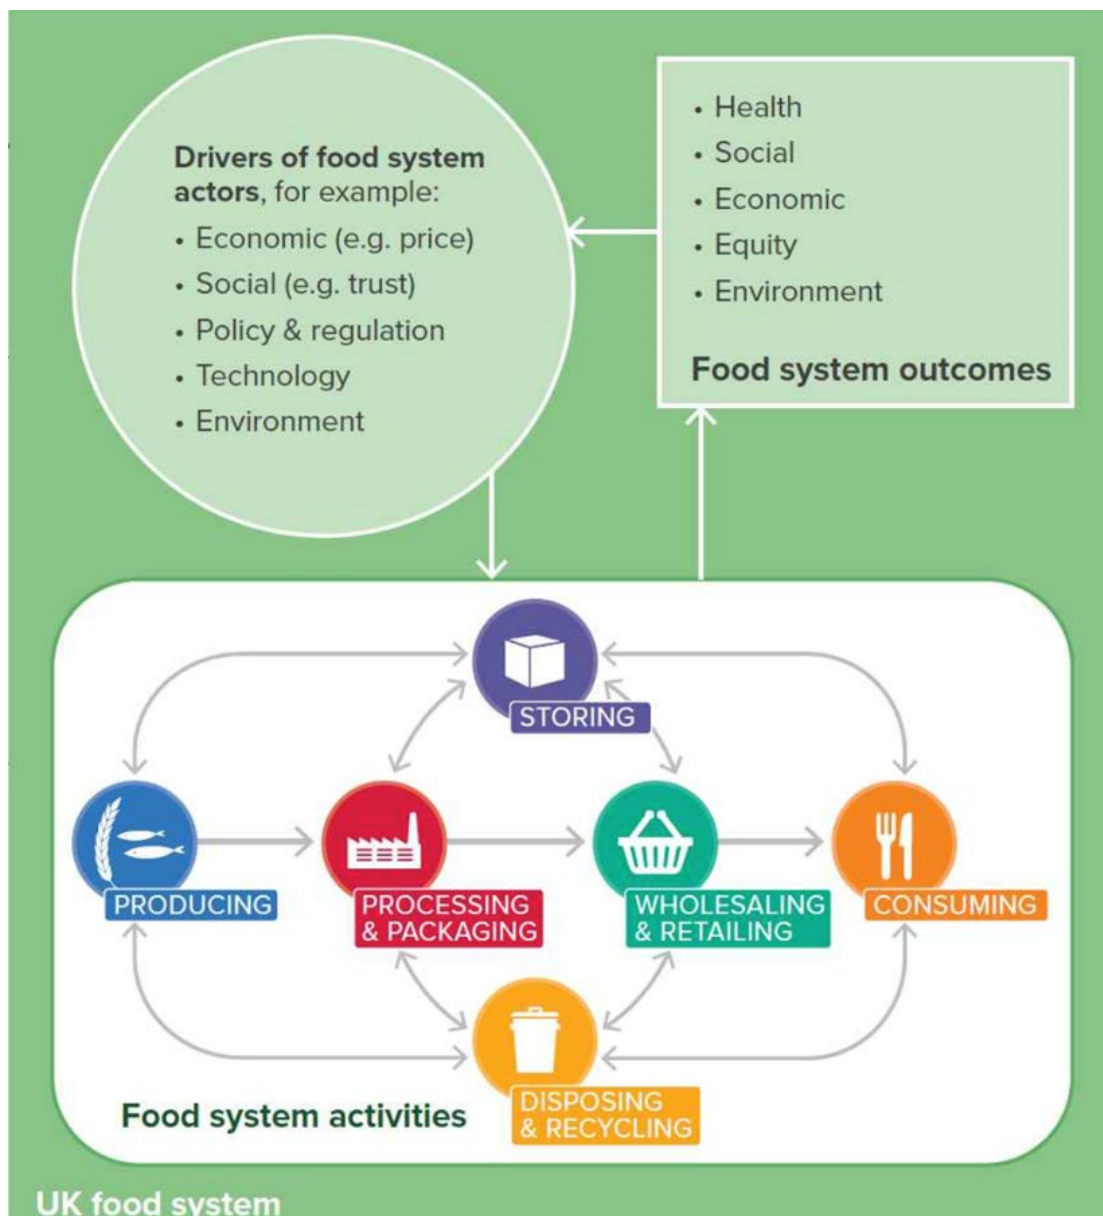 Drivers of food system
actors, for example:
• Economic (e.g. price)
• Social (e.g. trust)
• Policy & regulation
• Technology
• Environment
• Health
• Social
• Economic
• Equity
• Environment
Food system outcomes
STORING
PRODUCING
PROCESSING
& PACKAGING
WHOLESALING
& RETAILING
CONSUMING
DISPOSING
& RECYCLING
Food system activities
UK food system